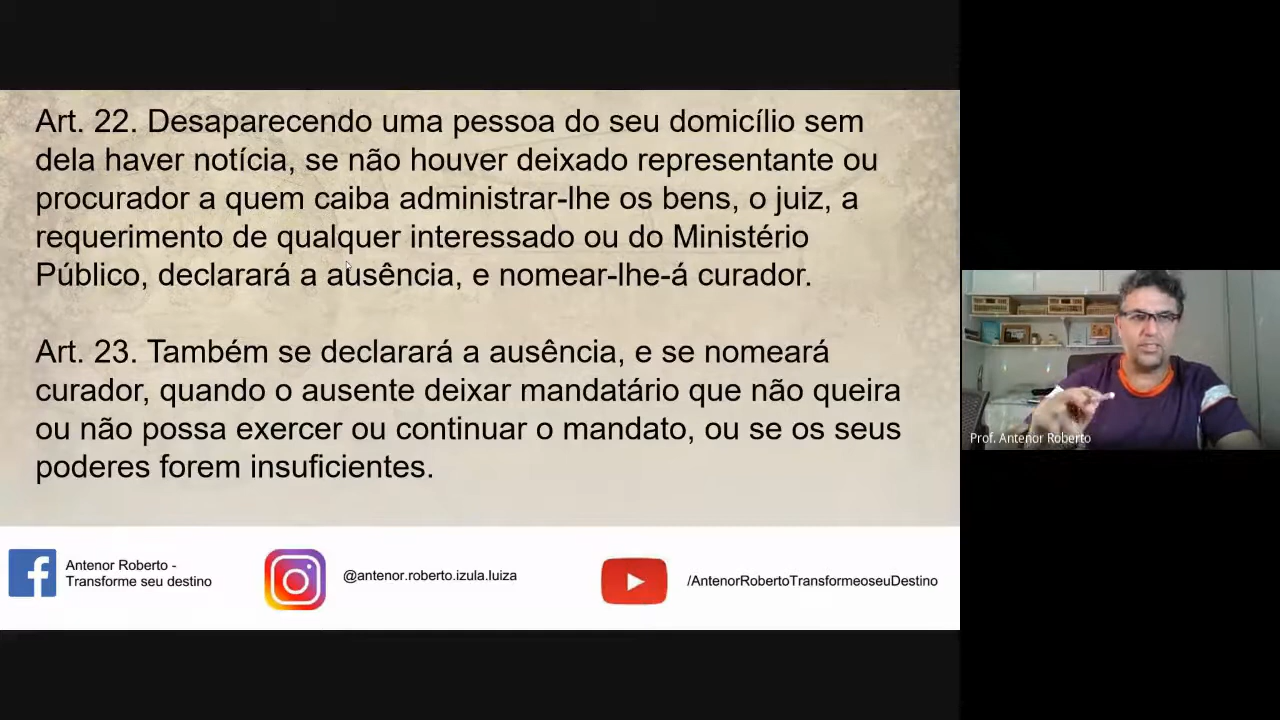 Art. 22. Desaparecendo uma pessoa do seu domicílio sem
dela haver notícia, se não houver deixado representante ou
procurador a quem caiba administrar-lhe os bens, o juiz, a
requerimento de qualquer interessado ou do Ministério
Público, declarará a ausência, e nomear-lhe-á curador.
Art. 23. Também se declarará a ausência, e se nomeará
curador, quando o ausente deixar mandatário que não queira
ou não possa exercer ou continuar o mandato, ou se os seus
poderes forem insuficientes.
Antenor Roberto -
Transforme seu destino
@antenor.roberto.izula.luiza
/AntenorRobertoTransformeoseuDestino
Prof. Antenor Roberto